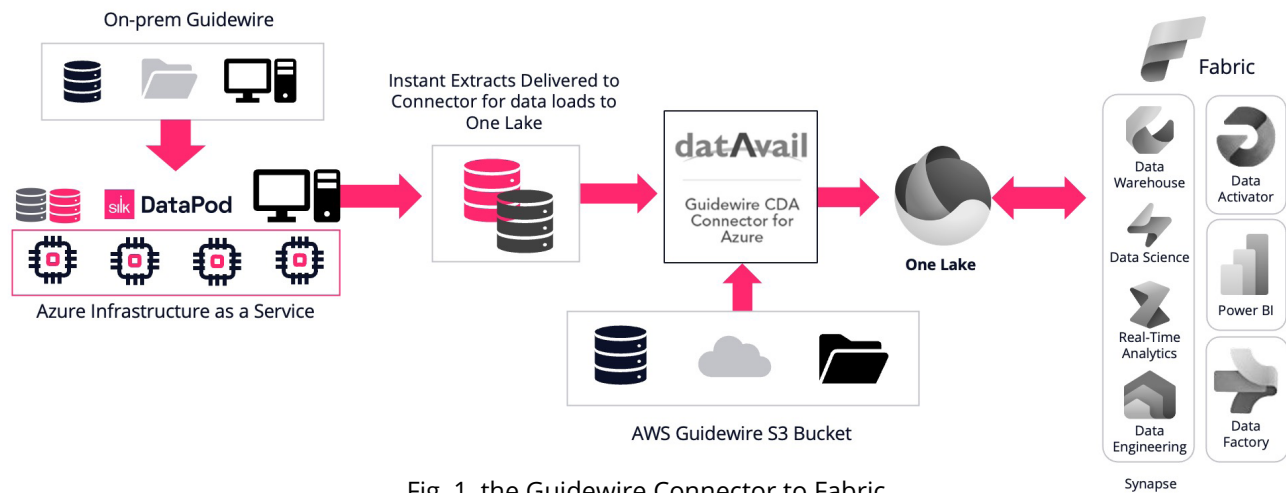 On-prem Guidewire
Instant Extracts Delivered to
Connector for data loads to
One Lake
silk DataPod
Azure Infrastructure as a Service
datAvail
Guidewire CDA
Connector for
Azure
AWS Guidewire S3 Bucket
One Lake
Fabric
Data
Warehouse
Data Science
Real-Time
Analytics
Data
Engineering
Synapse
Data
Activator
Power BI
Data
Factory
Fig. 1, the Guidewire Connector to Fabric